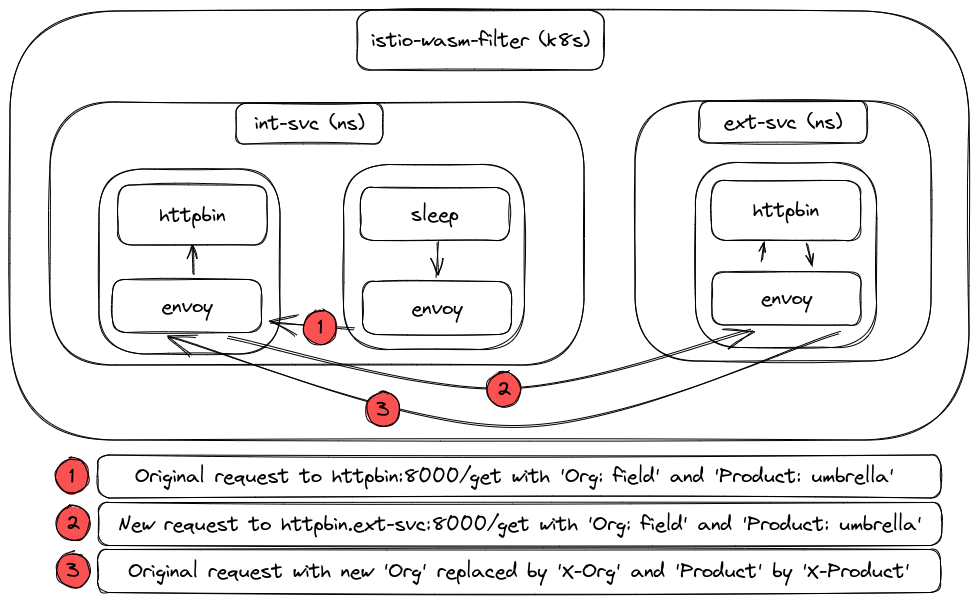 istio-wasm-filter (k8s)
int-svc (ns)
ext-svc (ns)
httpbin
sleep
httpbin
envoy
envoy
envoy
1
2
3
1 Original request to httpbin:8000/get with 'Org: field' and 'Product: umbrella'
2 New request to httpbin.ext-svc:8000/get with 'Org: field' and 'Product: umbrella'
3 Original request with new 'Org' replaced by 'X-Org' and 'Product' by 'X-Product'